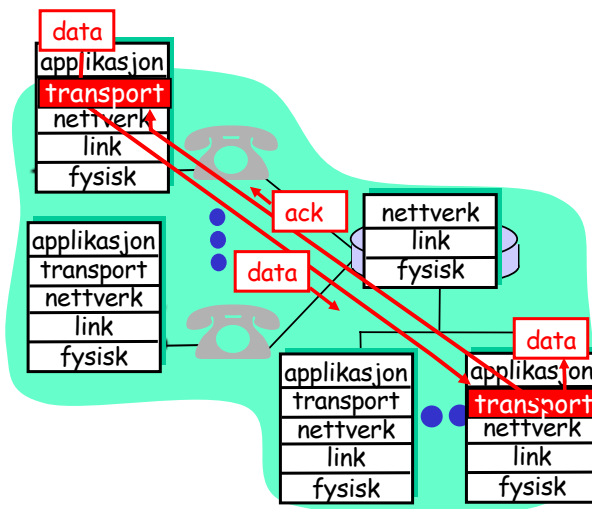 data
applikasjon
transport
nettverk
link
fysisk
ack
nettverk
link
fysisk
applikasjon
transport
nettverk
link
fysisk
data
data
applikasjon
transport
nettverk
link
fysisk
applikasjon
transport
nettverk
link
fysisk